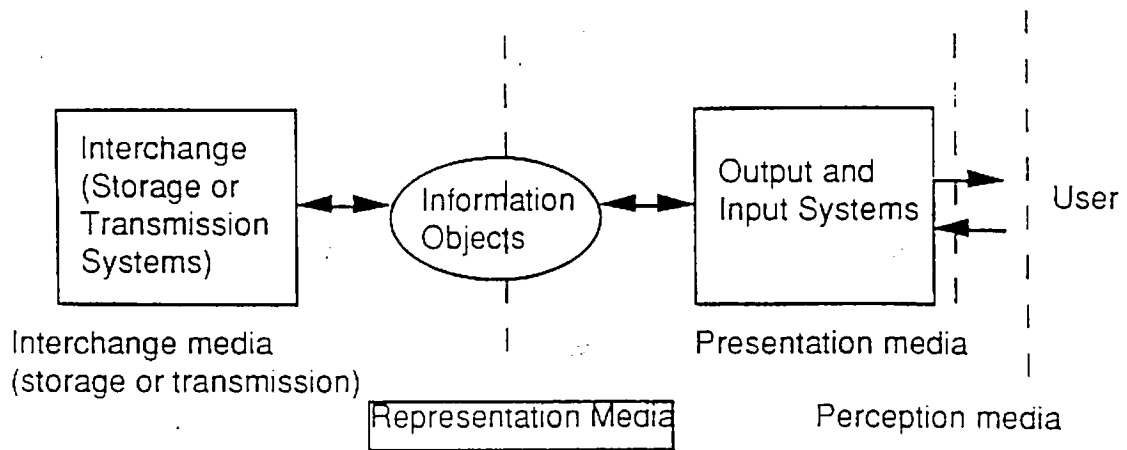 Interchange
(Storage or
Transmission
Systems)
Information
Objects
Output and
Input Systems
User
Interchange media
(storage or transmission)
Presentation media
Representation Media
Perception media